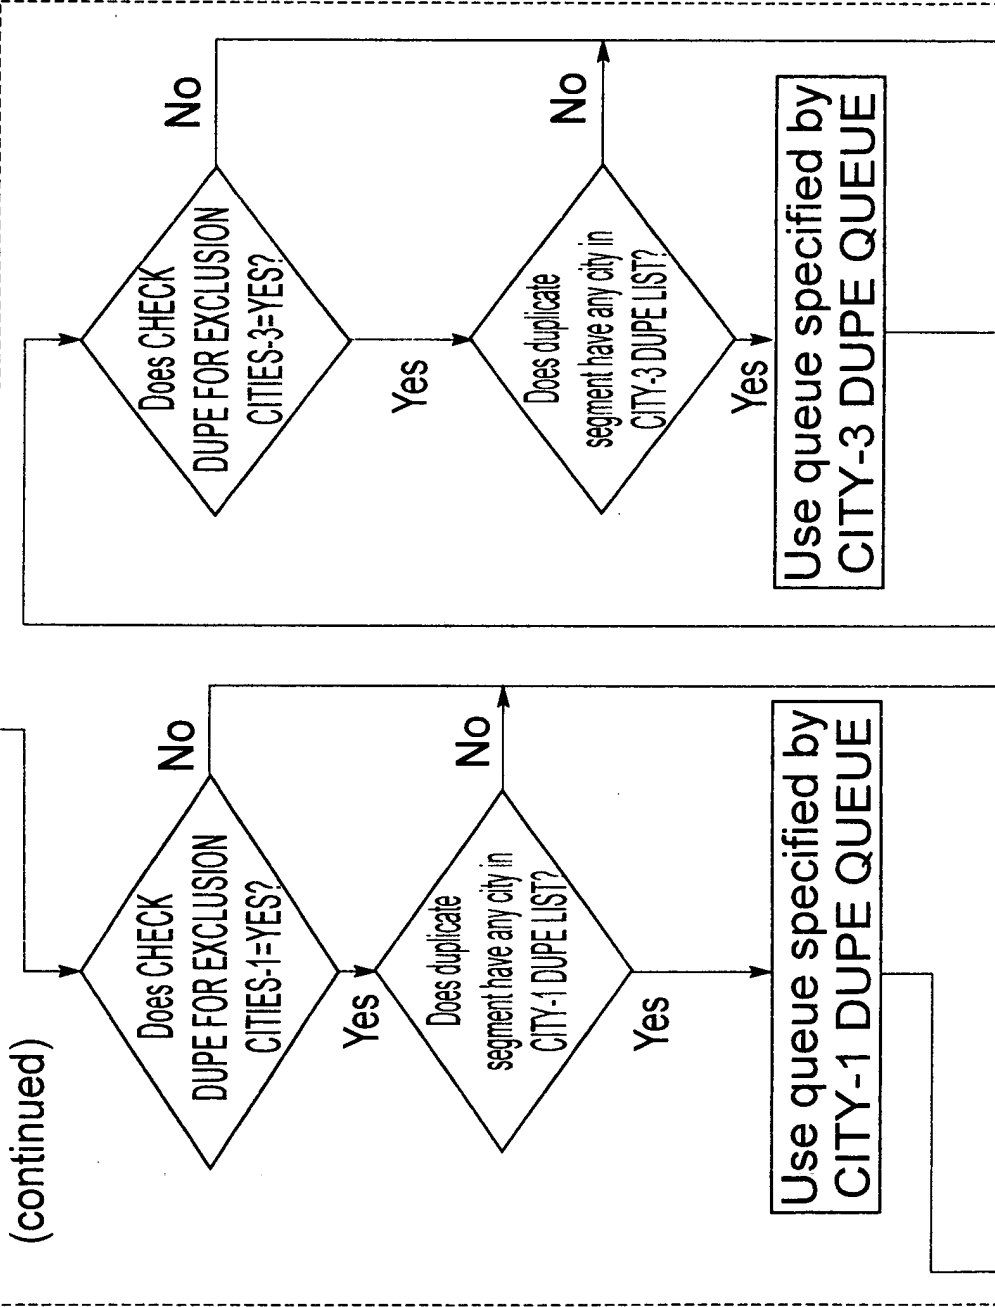 (continued)
Does CHECK
DUPE FOR EXCLUSION
CITIES-1=YES?
No
Yes
Does duplicate
segment have any city in
CITY-1 DUPE LIST?
No
Yes
Use queue specified by
CITY-1 DUPE QUEUE
Does CHECK
DUPE FOR EXCLUSION
CITIES-3=YES?
No
Yes
Does duplicate
segment have any city in
CITY-3 DUPE LIST?
No
Yes
Use queue specified by
CITY-3 DUPE QUEUE